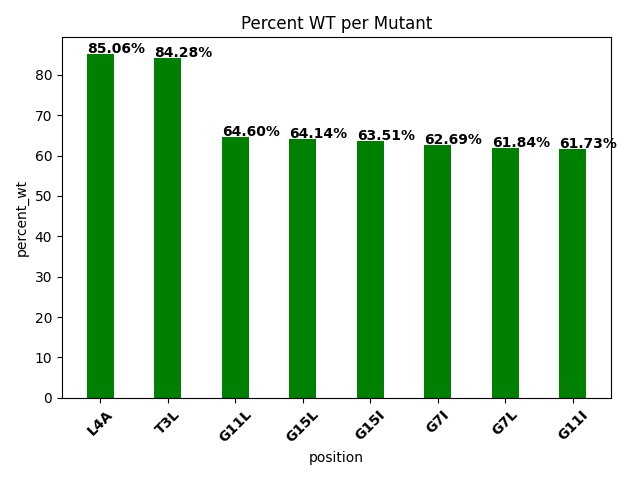 Percent WT per Mutant
85.06%
84.28%
64.60%
64.14%
63.51%
62.69%
61.84%
61.73%
percent_wt
80
70
60
50
40
30
20
10
0
L4A
T3L
G11L
G15L
G15I
G7I
G7L
G11I
position